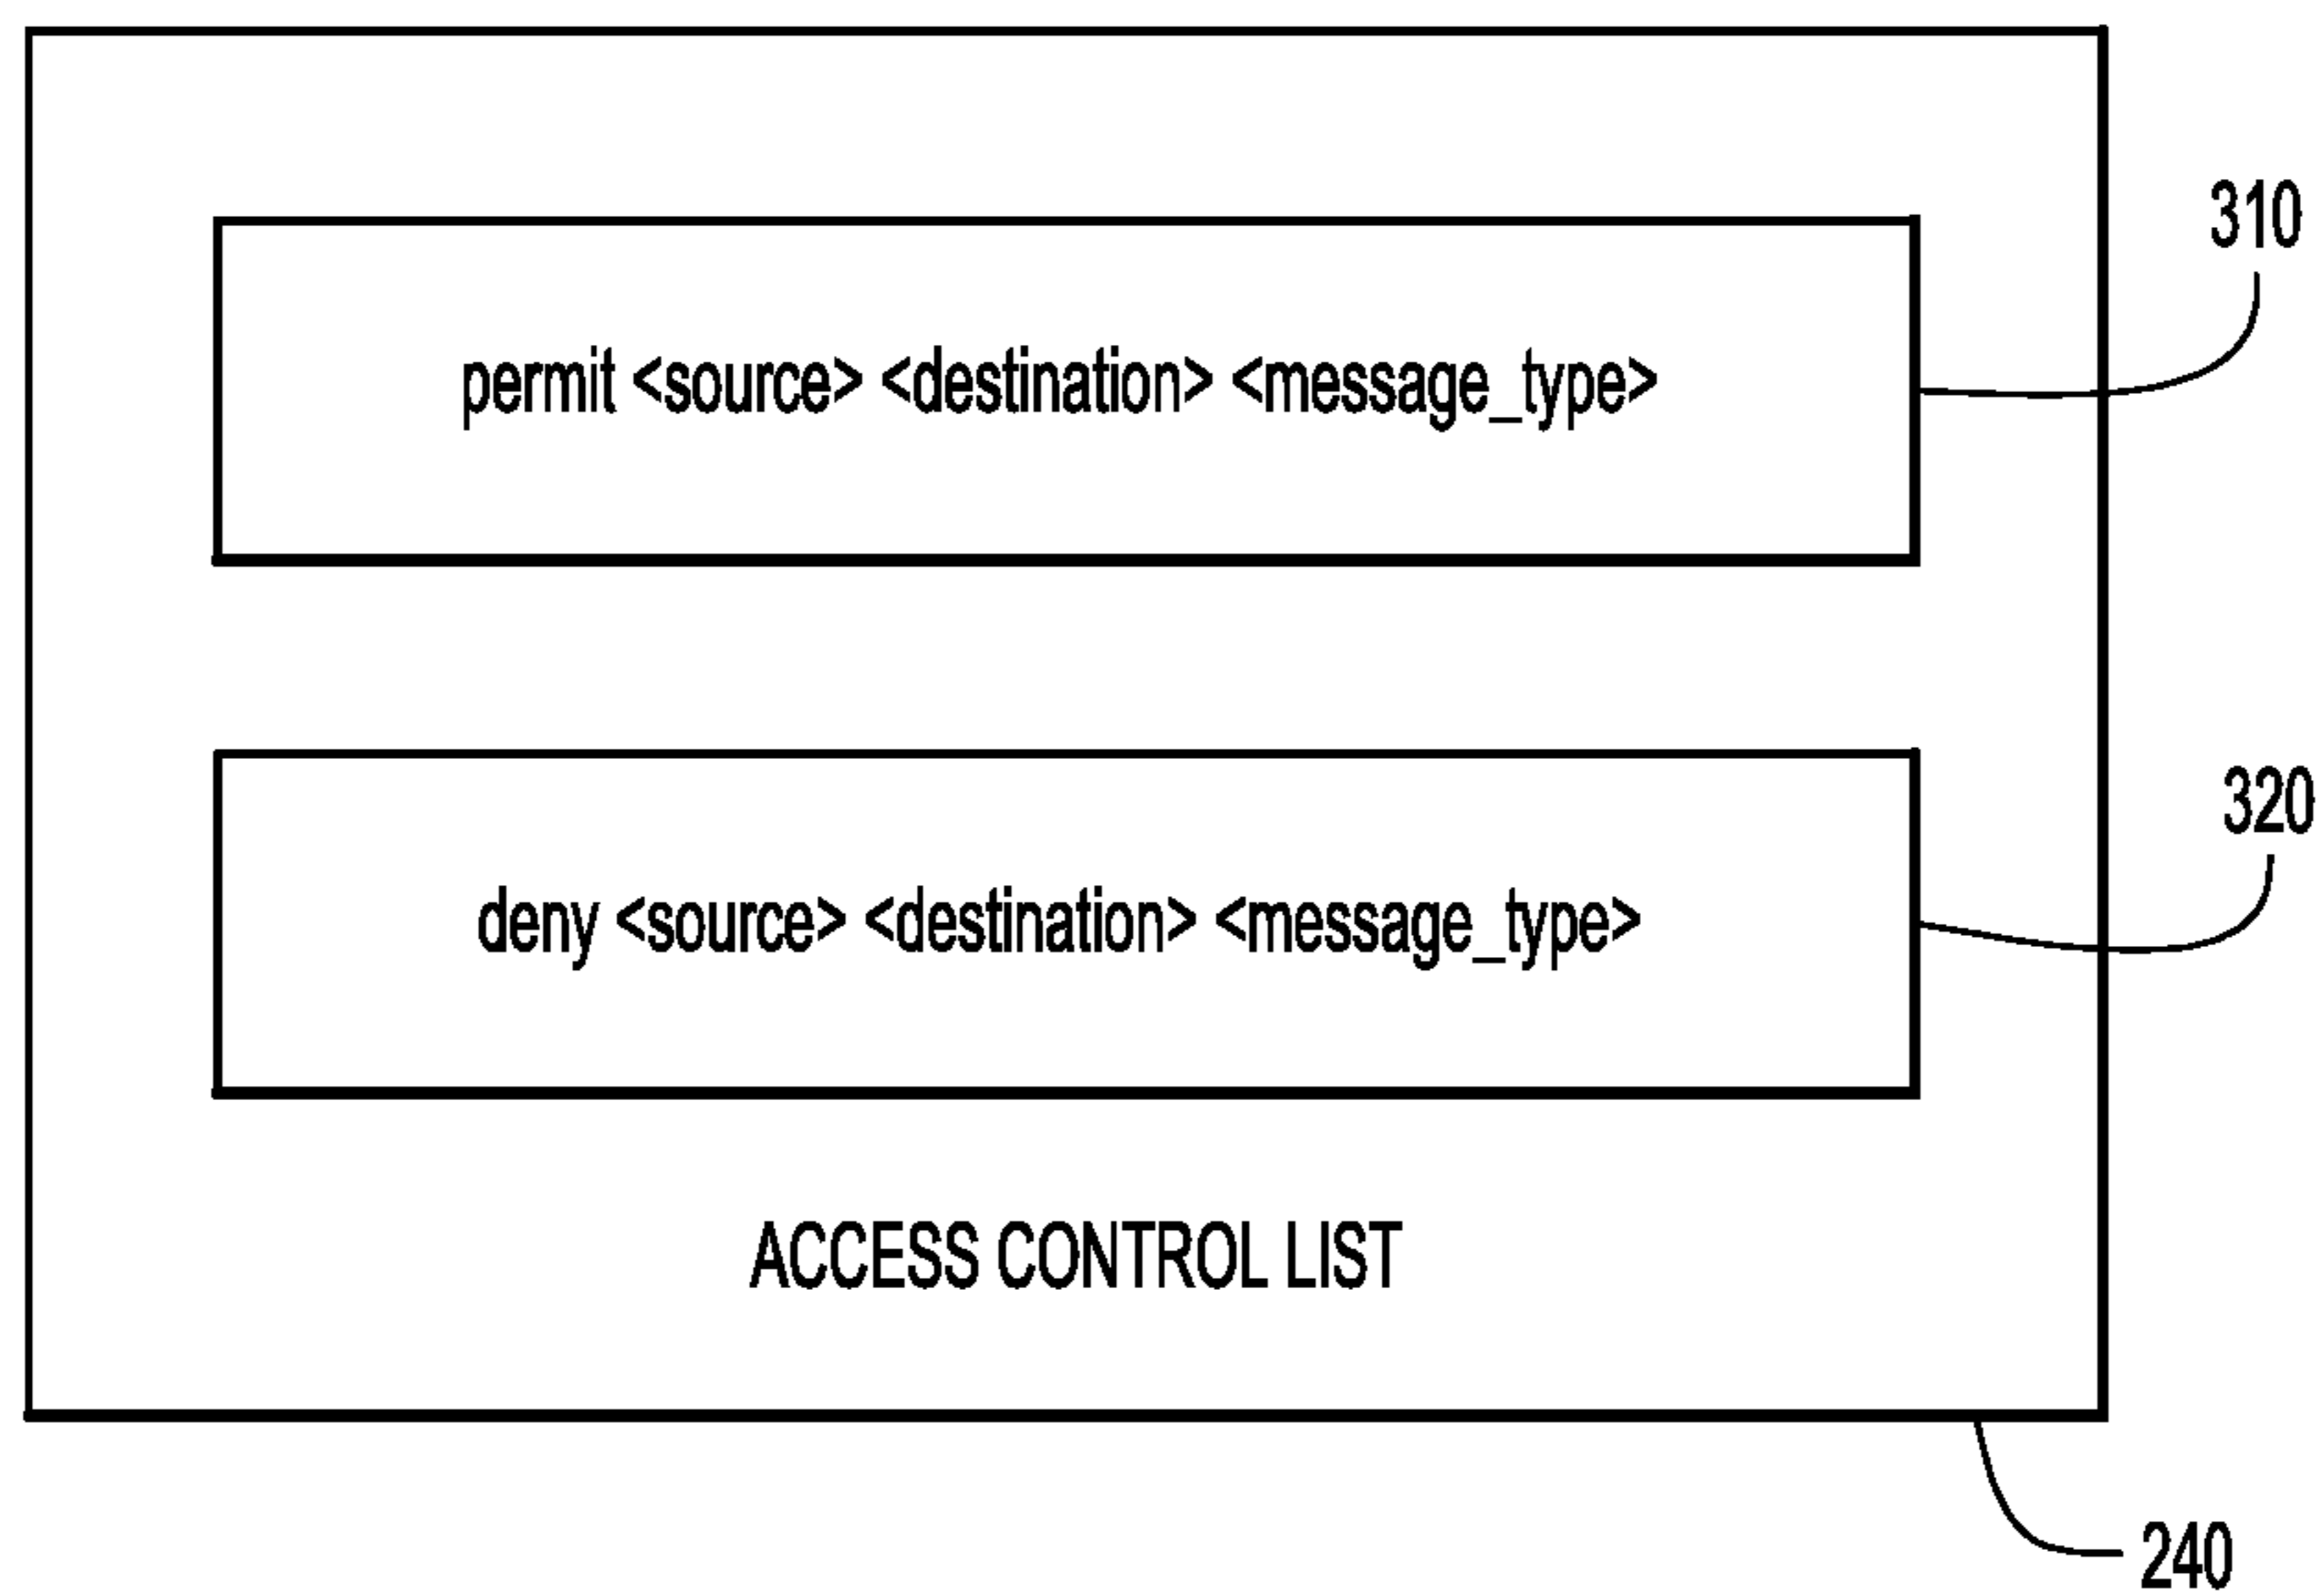 310
permit <source> <destination> <message_type>
320
deny <source> <destination> <message_type>
ACCESS CONTROL LIST
240